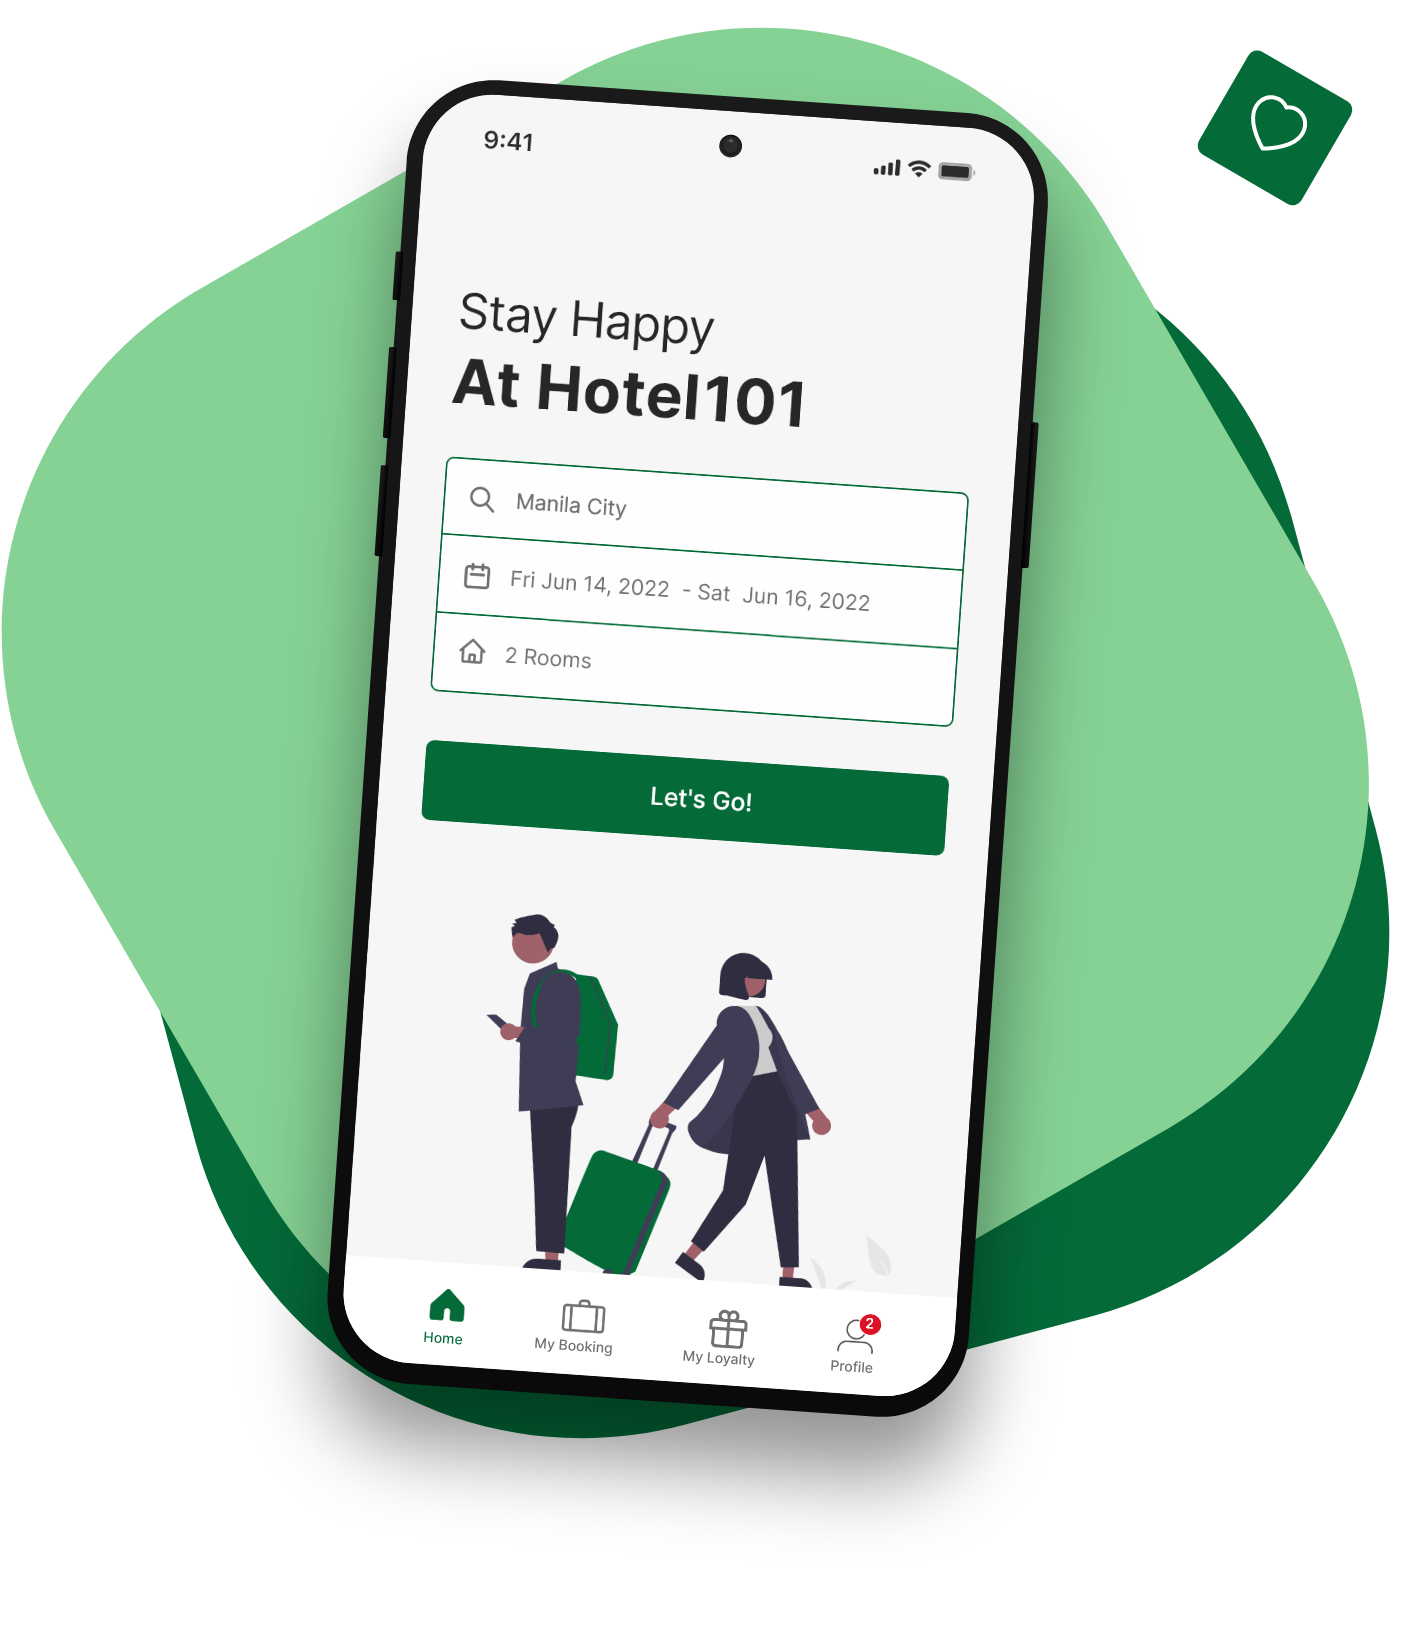 9:41
Stay Happy
At Hotel101
Manila City
Fri Jun 14, 2022 - Sat Jun 16, 2022
2 Rooms
Let's Go!
Home
My Booking
My Loyalty
2
Profile